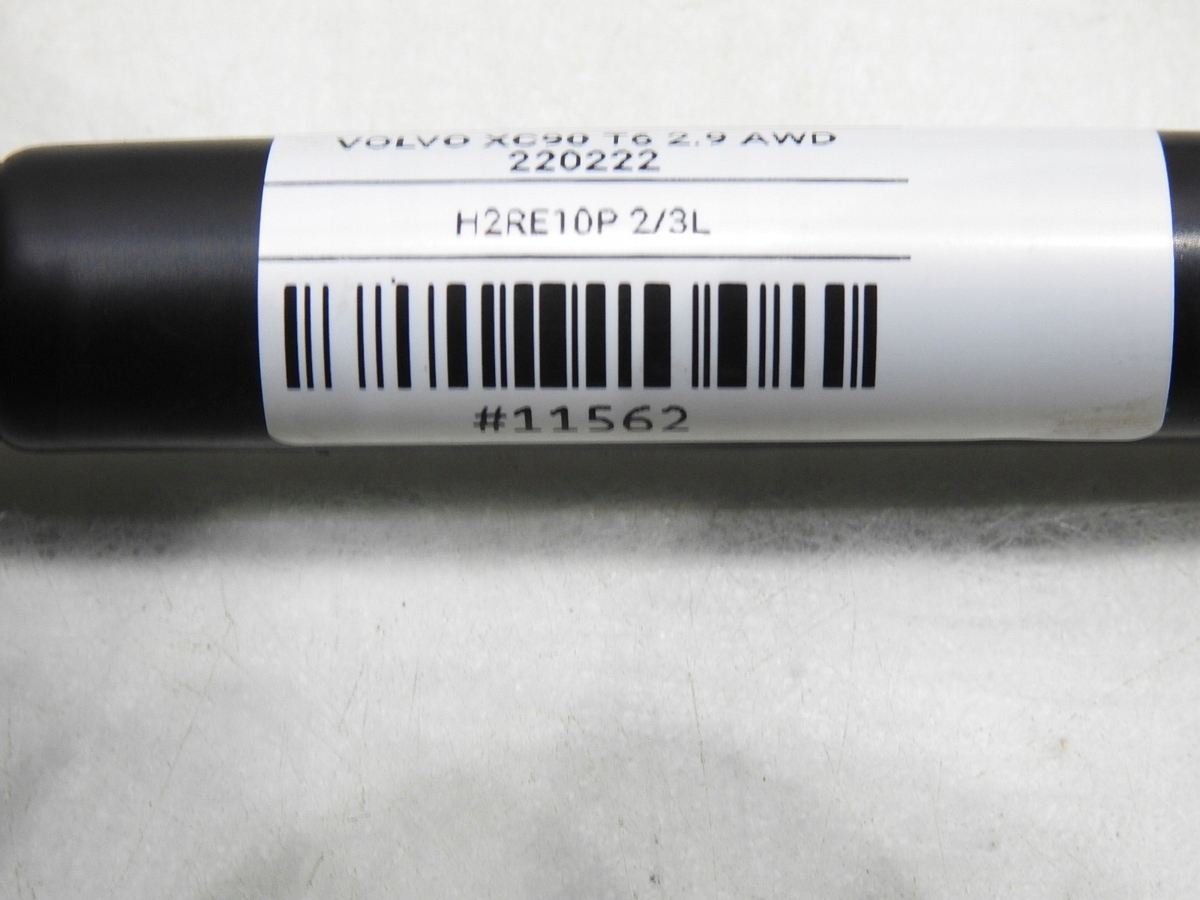 VOLVO XC90 T6 2.9 AWD
220222
H2RE10P 2/3L
#11562